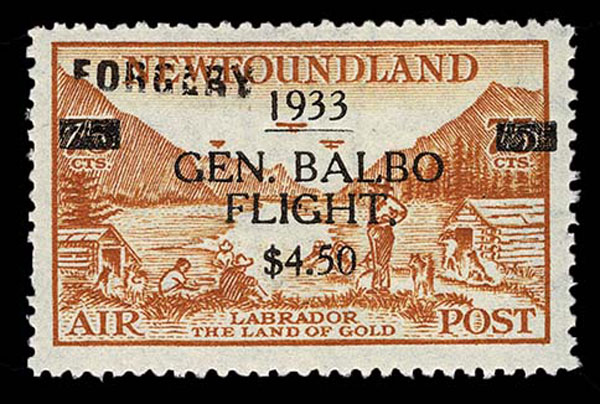 NEWFOUNDLAND
FORGERY
1933
75 75
CTS. CTS.
GEN. BALBO
FLIGHT,
$4.50
LABRADOR
AIR THE LAND OF GOLD POST